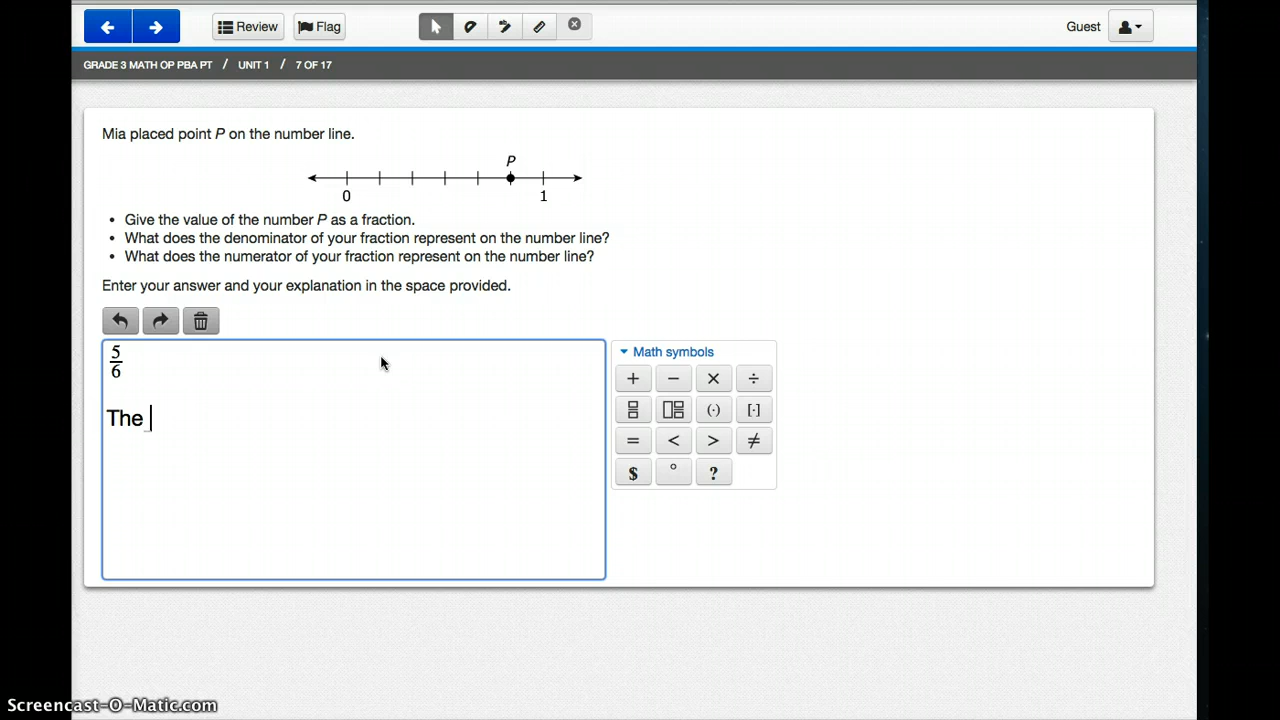 Review Flag Guest
GRADE 3 MATH OP PBA PT / UNIT 1 / 7 OF 17
Mia placed point P on the number line.
P
0 1
• Give the value of the number P as a fraction.
• What does the denominator of your fraction represent on the number line?
• What does the numerator of your fraction represent on the number line?
Enter your answer and your explanation in the space provided.
5/6
The
Math symbols
+ − × ÷
(·) [·]
= < > ≠
$ ° ?
Screencast-O-Matic.com